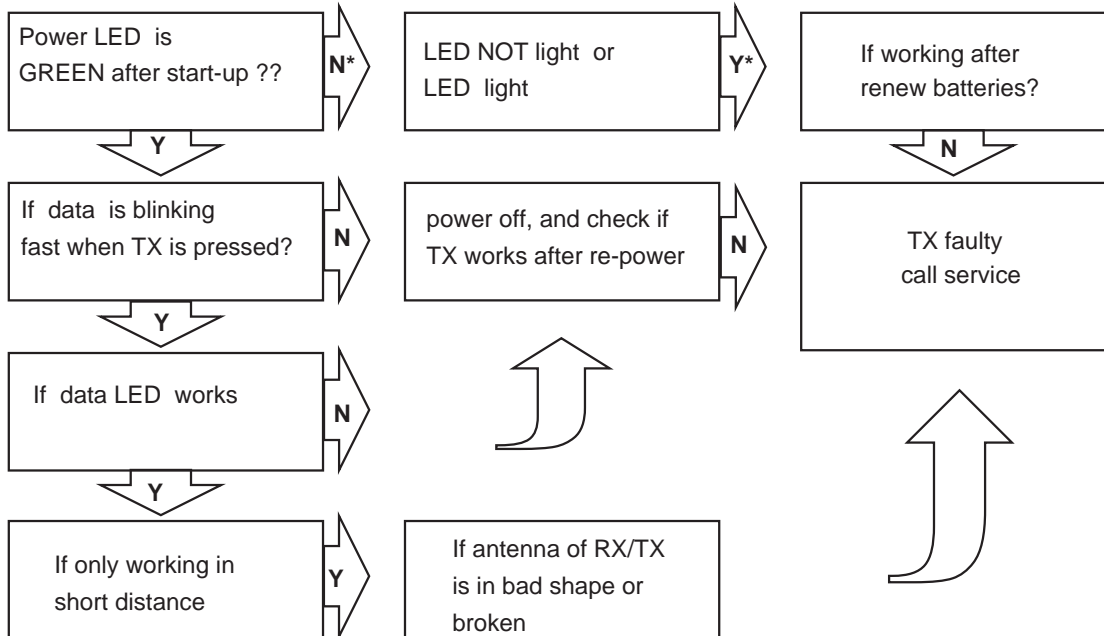 Power LED is
GREEN after start-up ??
N*
LED NOT light or
LED light
Y*
If working after
renew batteries?
Y
N
If data is blinking
fast when TX is pressed?
N
power off, and check if
TX works after re-power
N
TX faulty
call service
Y
If data LED works
N
Y
If only working in
short distance
Y
If antenna of RX/TX
is in bad shape or
broken